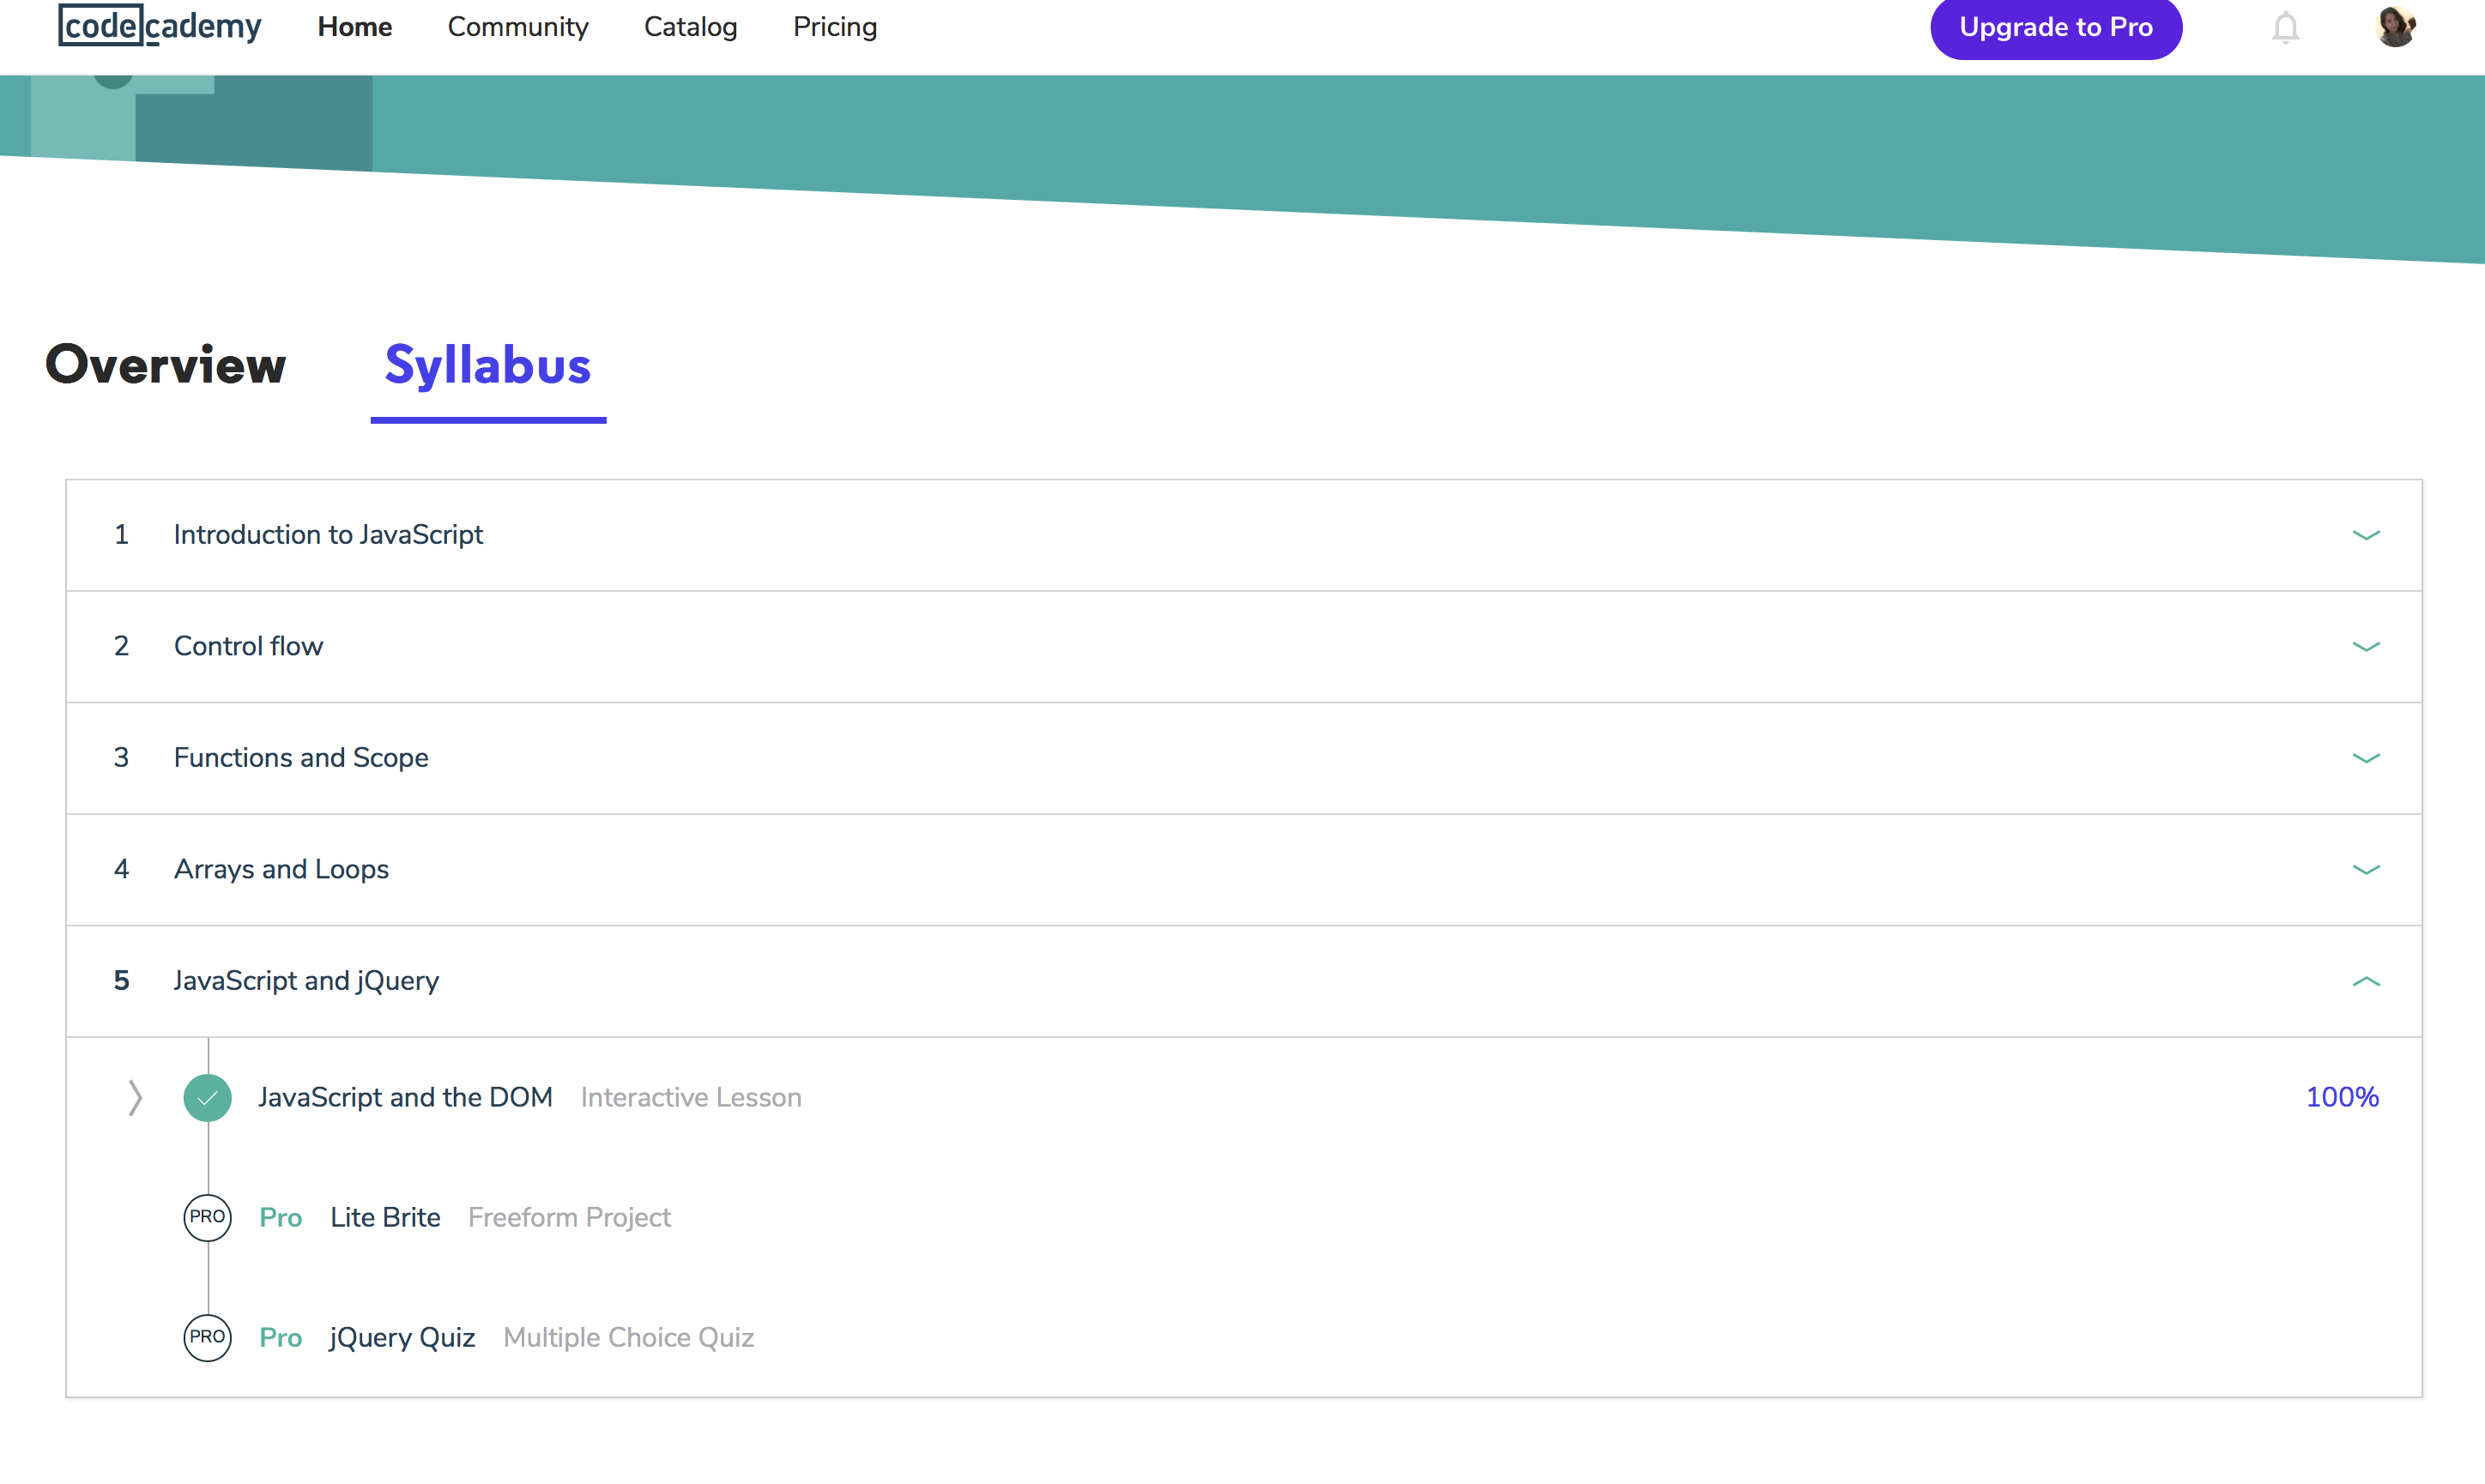 codecademy Home Community Catalog Pricing Upgrade to Pro
Overview Syllabus
1 Introduction to JavaScript
2 Control flow
3 Functions and Scope
4 Arrays and Loops
5 JavaScript and jQuery
JavaScript and the DOM Interactive Lesson 100%
PRO Pro Lite Brite Freeform Project
PRO Pro jQuery Quiz Multiple Choice Quiz